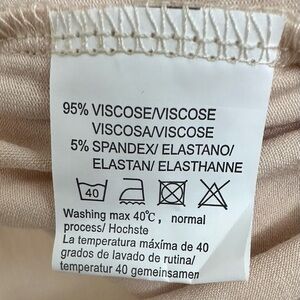 95% VISCOSE/VISCOSE
VISCOSA/VISCOSE
5% SPANDEX/ ELASTANO/
ELASTAN/ ELASTHANNE
40
Washing max 40℃, normal
process/ Hochste
La temperatura máxima de 40
grados de lavado de rutina/
temperatur 40 gemeinsamen